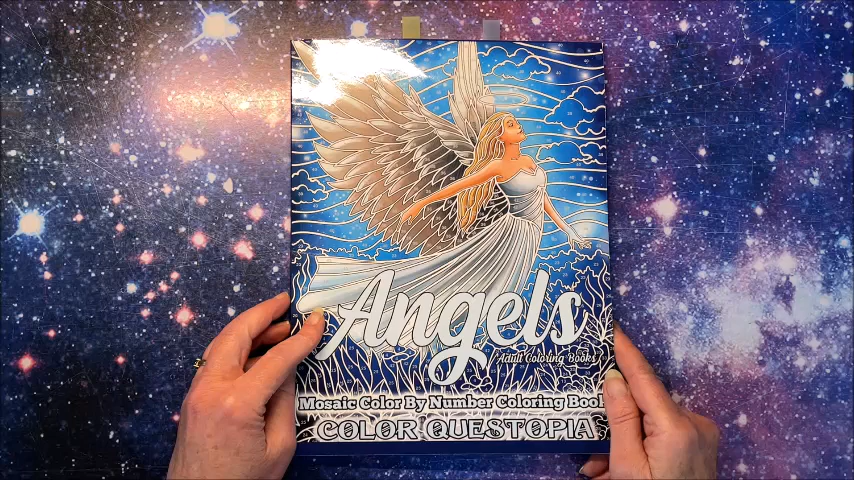 Angels
Adult Coloring Books
Mosaic Color By Number Coloring Book
COLOR QUESTOPIA